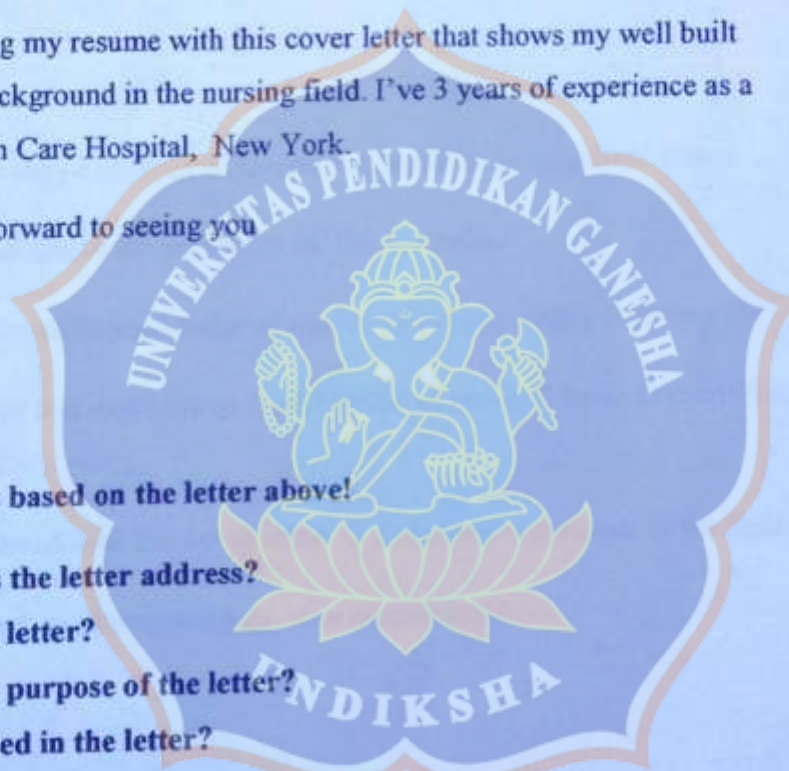 g my resume with this cover letter that shows my well built
ckground in the nursing field. I've 3 years of experience as a
n Care Hospital, New York.
orward to seeing you
UNIVERSITAS PENDIDIKAN GANESHA
based on the letter above!
the letter address?
letter?
purpose of the letter?
UNDIKSHA
ed in the letter?